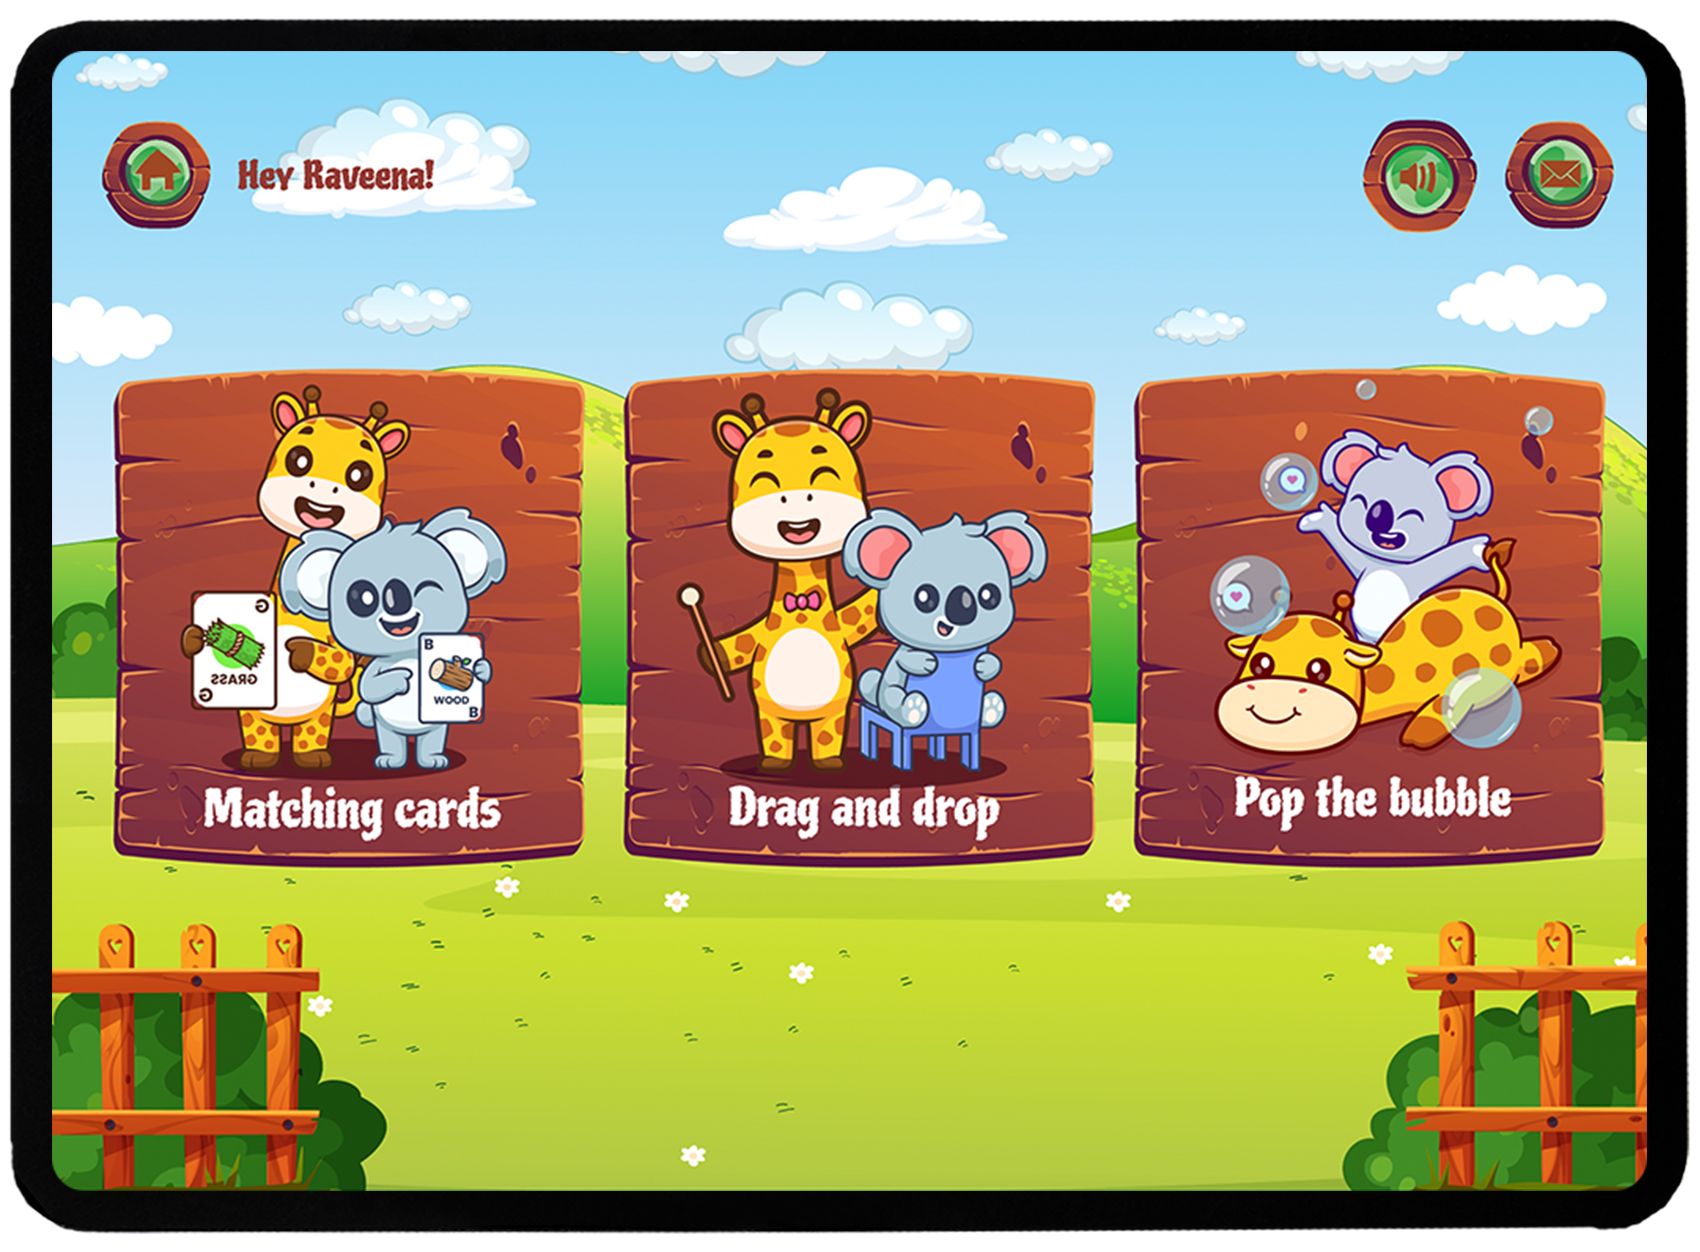 Hey Raveena!
G
GRASS
G
B
WOOD
B
Matching cards
Drag and drop
Pop the bubble